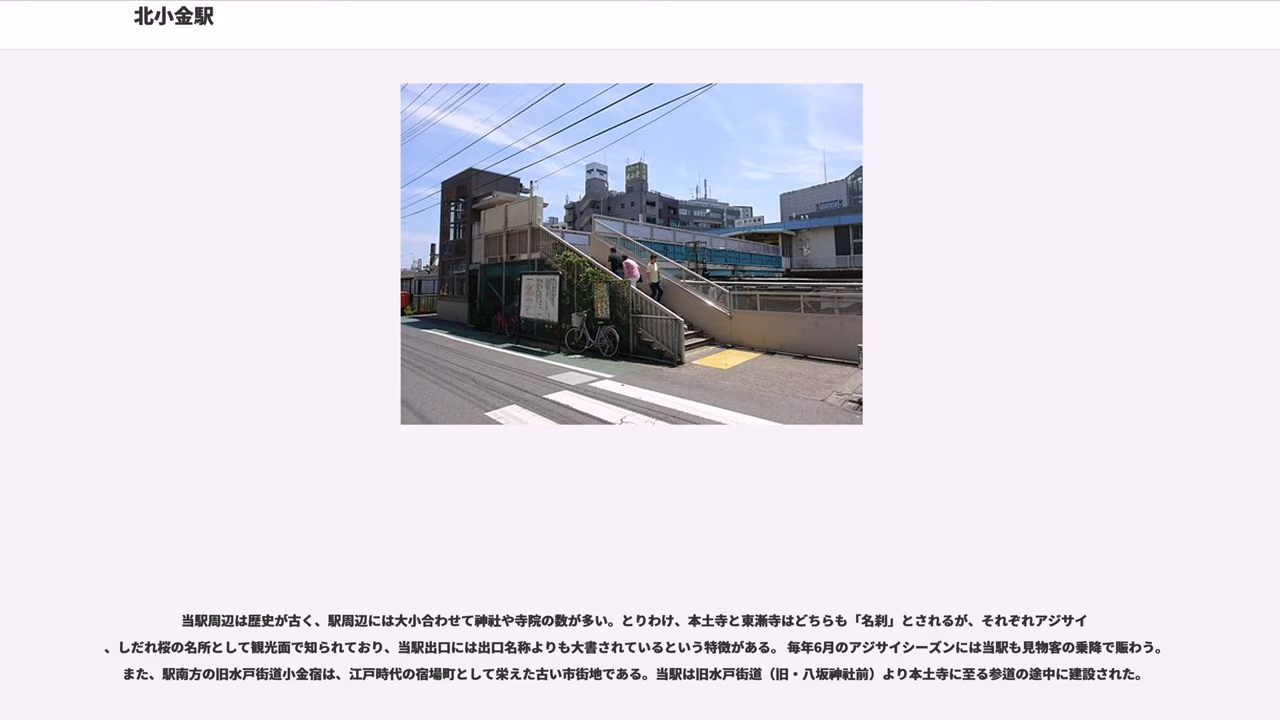 北小金駅
当駅周辺は歴史が古く、駅周辺には大小合わせて神社や寺院の数が多い。とりわけ、本土寺と東漸寺はどちらも「名刹」とされるが、それぞれアジサイ
、しだれ桜の名所として観光面で知られており、当駅出口には出口名称よりも大書されているという特徴がある。 毎年6月のアジサイシーズンには当駅も見物客の乗降で賑わう。
また、駅南方の旧水戸街道小金宿は、江戸時代の宿場町として栄えた古い市街地である。当駅は旧水戸街道（旧・八坂神社前）より本土寺に至る参道の途中に建設された。